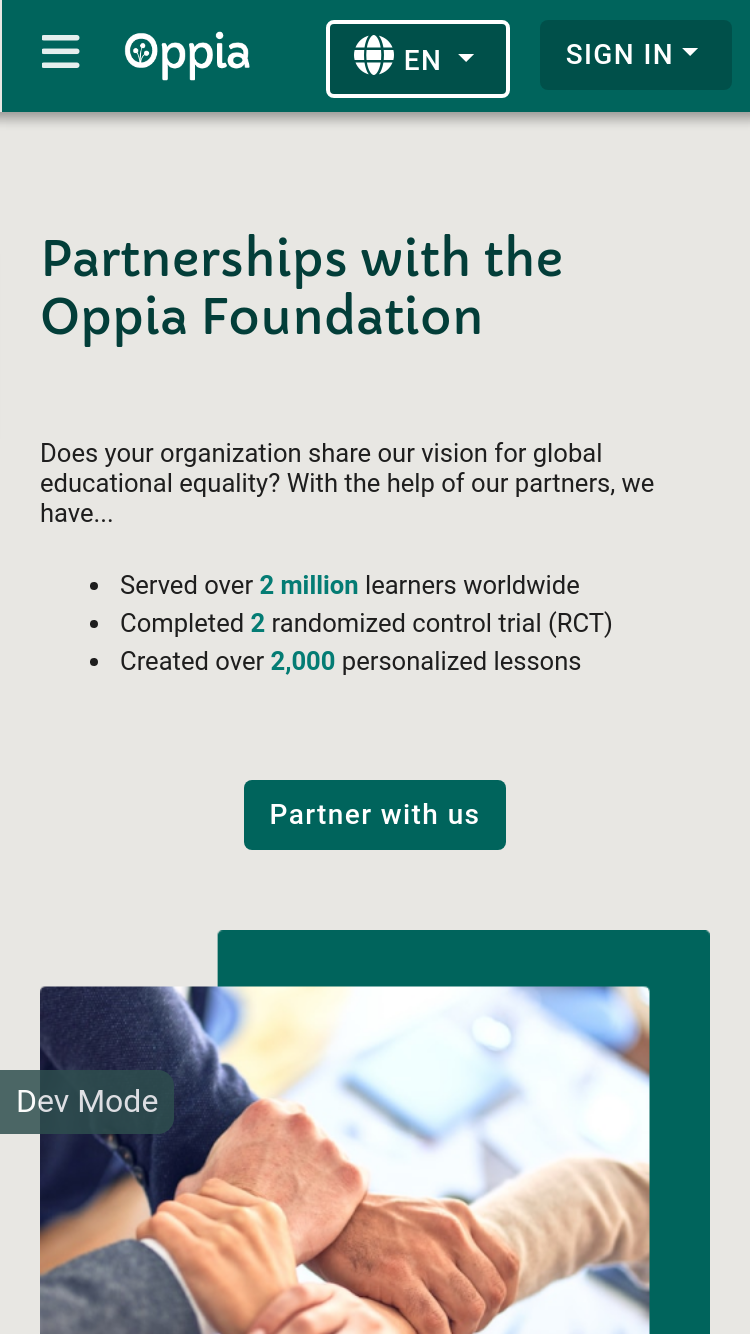 Oppia
EN
SIGN IN
Partnerships with the
Oppia Foundation
Does your organization share our vision for global
educational equality? With the help of our partners, we
have...
Served over 2 million learners worldwide
Completed 2 randomized control trial (RCT)
Created over 2,000 personalized lessons
Partner with us
Dev Mode